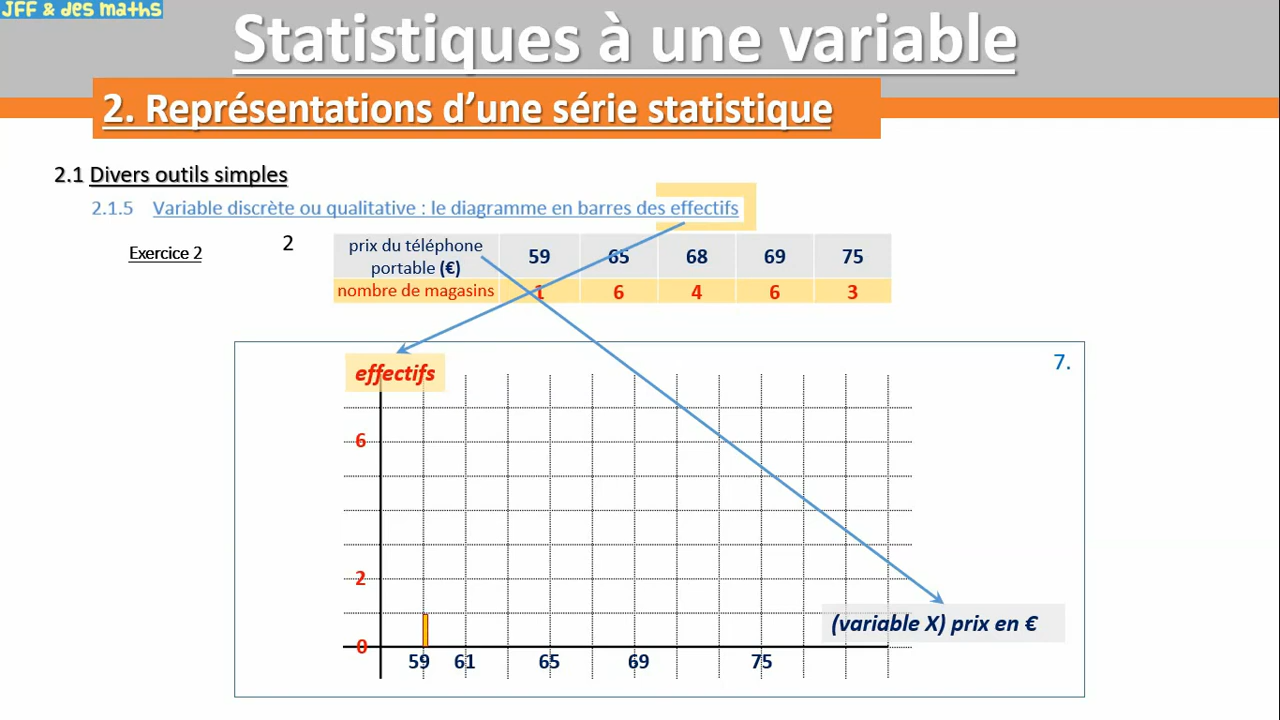 JFF & des maths
Statistiques à une variable
2. Représentations d’une série statistique
2.1 Divers outils simples
2.1.5 Variable discrète ou qualitative : le diagramme en barres des effectifs
Exercice 2
2
prix du téléphone
portable (€)
59 65 68 69 75
nombre de magasins 1 6 4 6 3
7.
effectifs
6
2
0
(variable X) prix en €
59 61 65 69 75